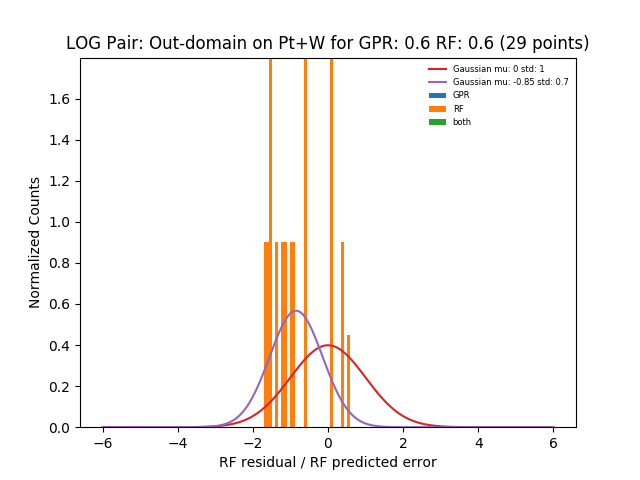 LOG Pair: Out-domain on Pt+W for GPR: 0.6 RF: 0.6 (29 points)
Gaussian mu: 0 std: 1
Gaussian mu: -0.85 std: 0.7
GPR
RF
both
Normalized Counts
1.6
1.4
1.2
1.0
0.8
0.6
0.4
0.2
0.0
−6 −4 −2 0 2 4 6
RF residual / RF predicted error